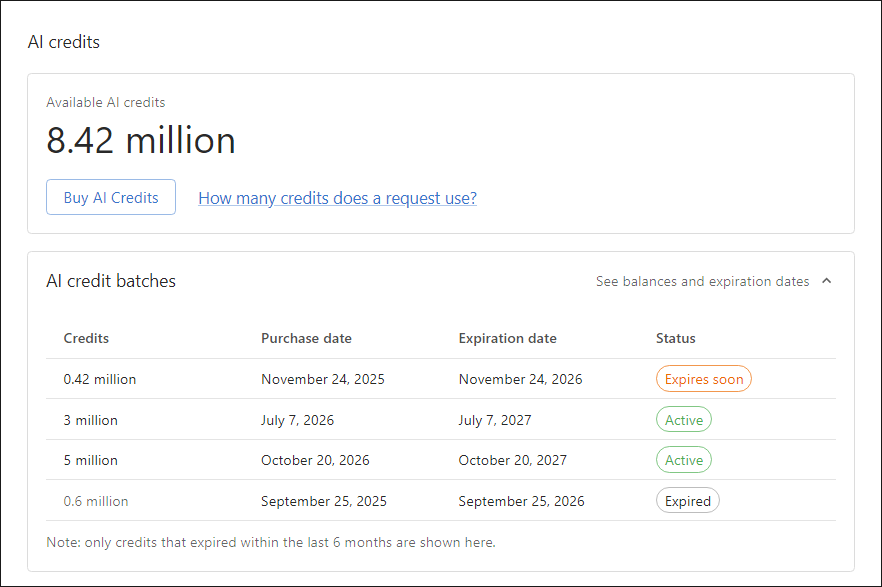 AI credits
Available AI credits
8.42 million
Buy AI Credits How many credits does a request use?
AI credit batches See balances and expiration dates
Credits Purchase date Expiration date Status
0.42 million November 24, 2025 November 24, 2026 Expires soon
3 million July 7, 2026 July 7, 2027 Active
5 million October 20, 2026 October 20, 2027 Active
0.6 million September 25, 2025 September 25, 2026 Expired
Note: only credits that expired within the last 6 months are shown here.